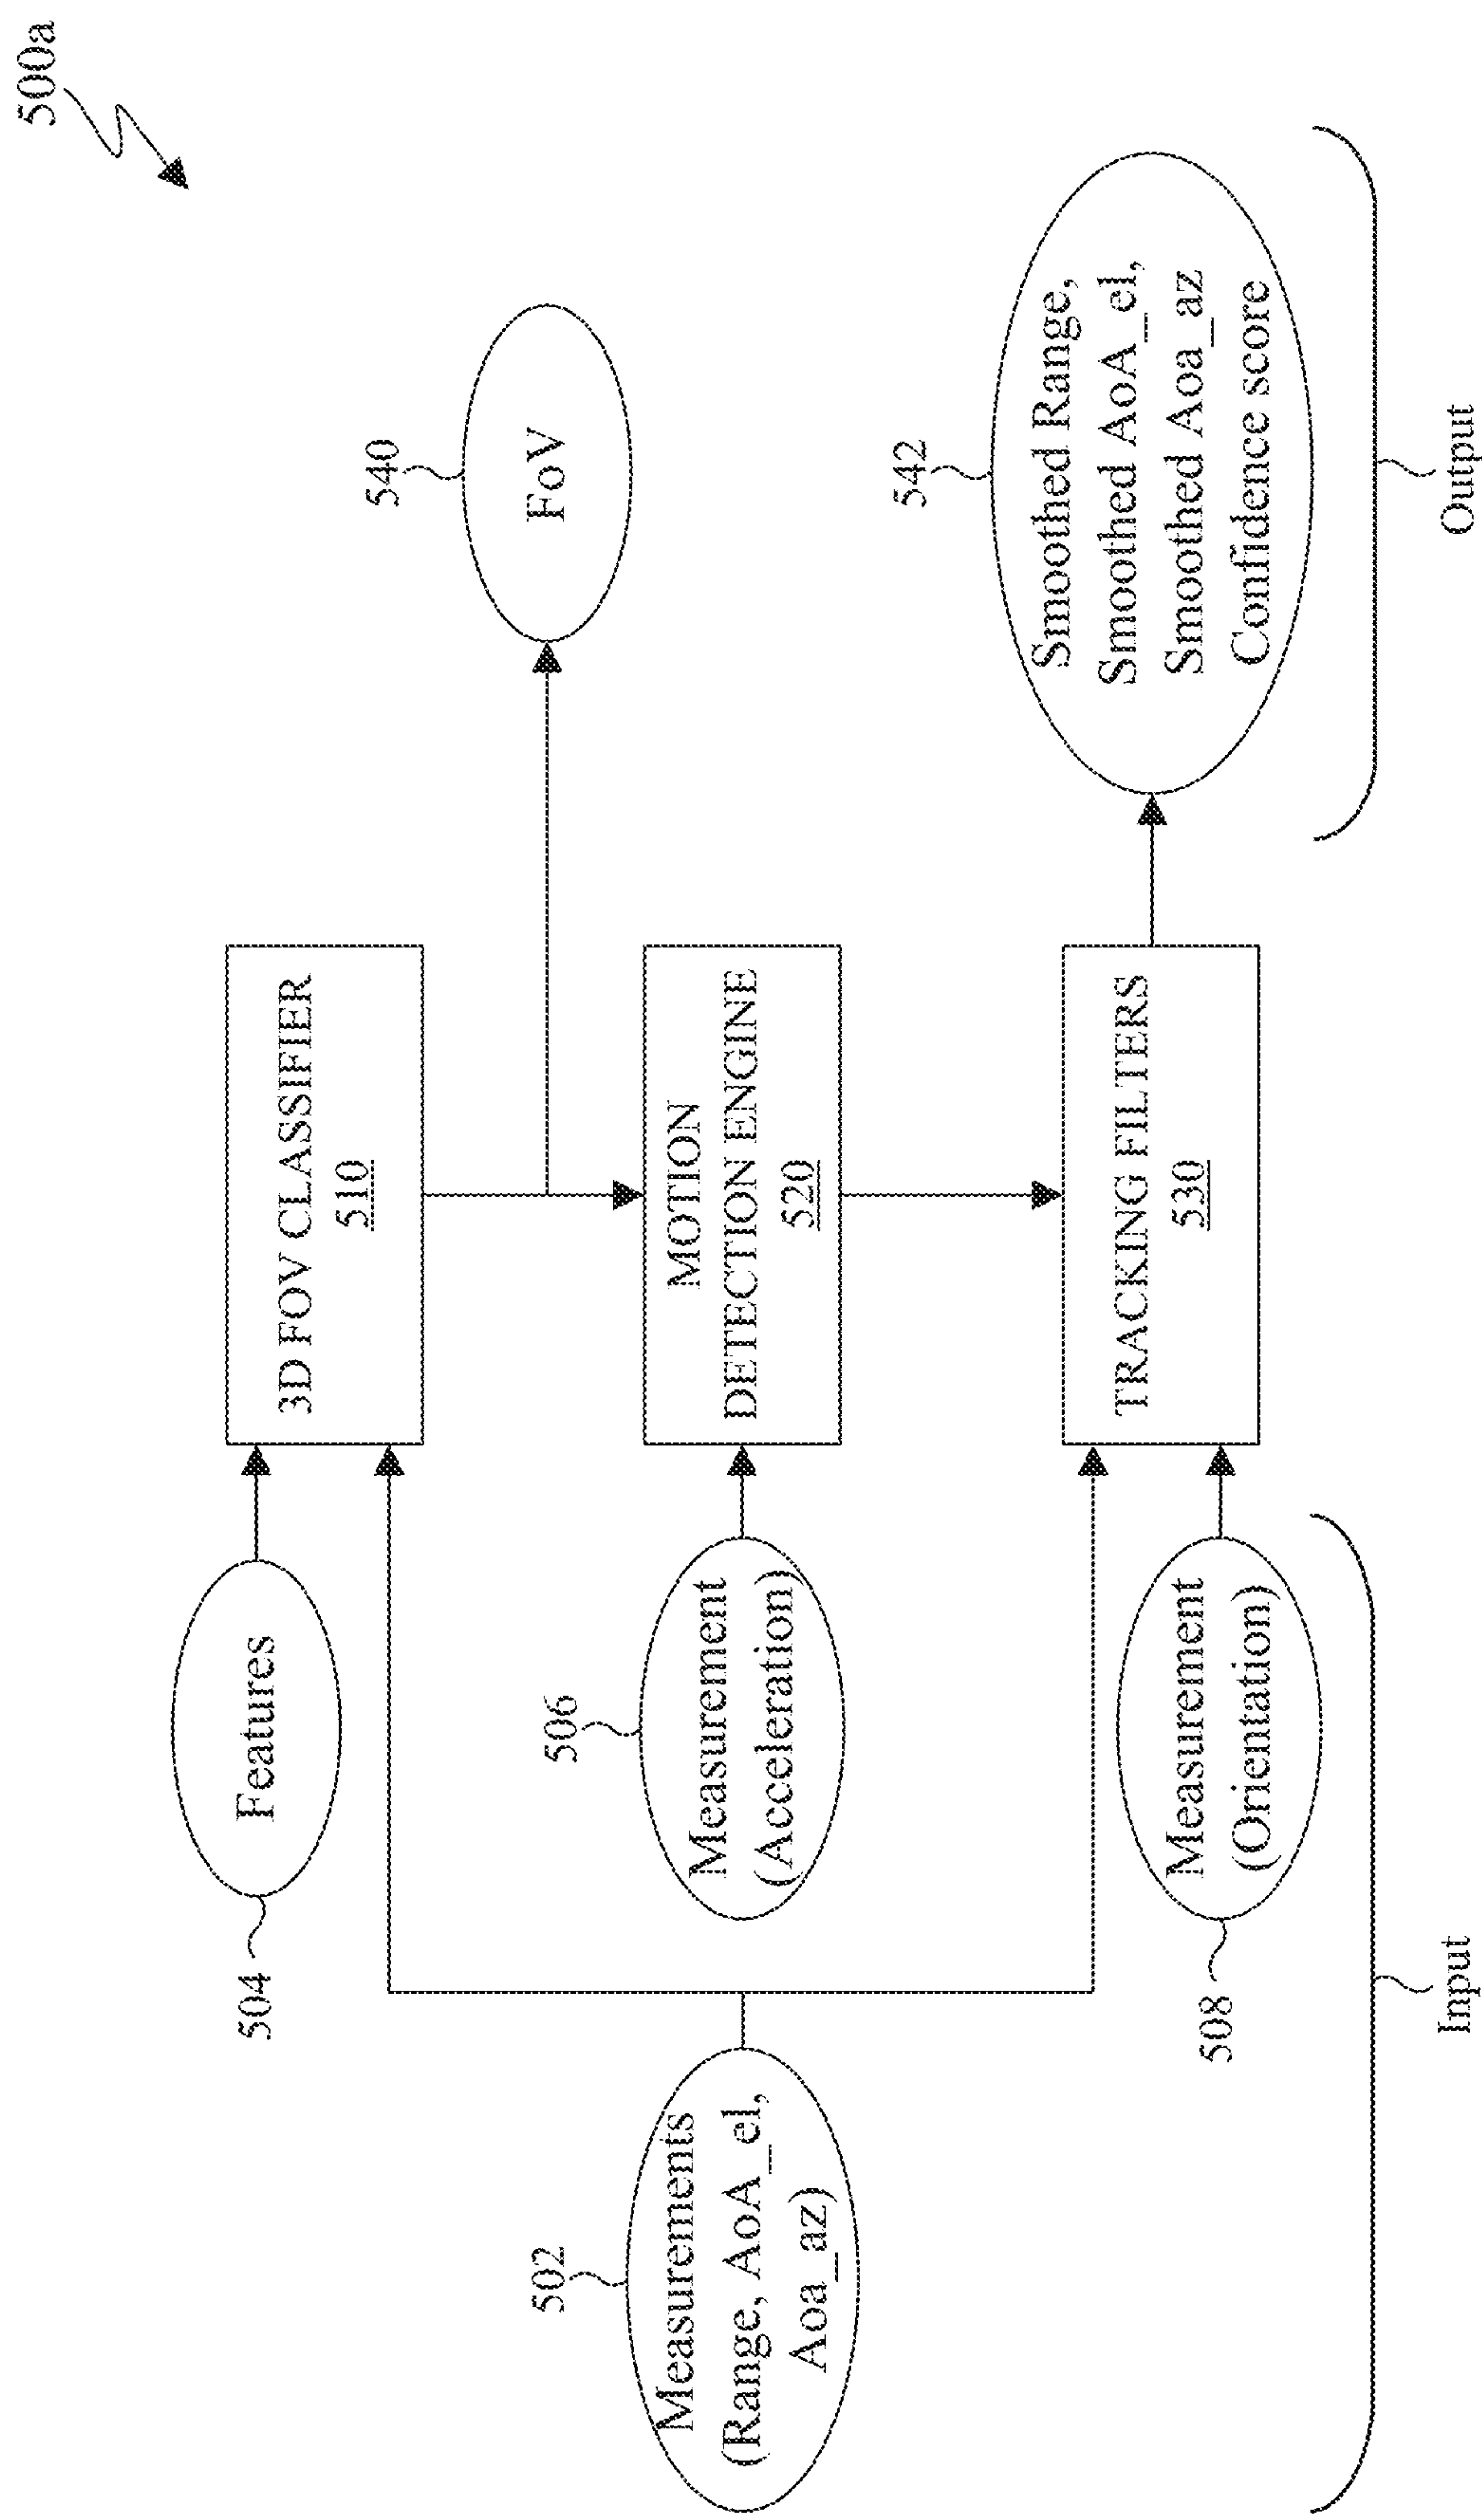 500a
504
Features
502
Measurements
(Range, AoA_el,
Aoa_az)
506
Measurement
(Acceleration)
508
Measurement
(Orientation)
Input
3D FOV CLASSIFIER
510
MOTION
DETECTION ENGINE
520
TRACKING FILTERS
530
540
FoV
542
Smoothed Range,
Smoothed AoA_el,
Smoothed Aoa_az
Confidence score
Output